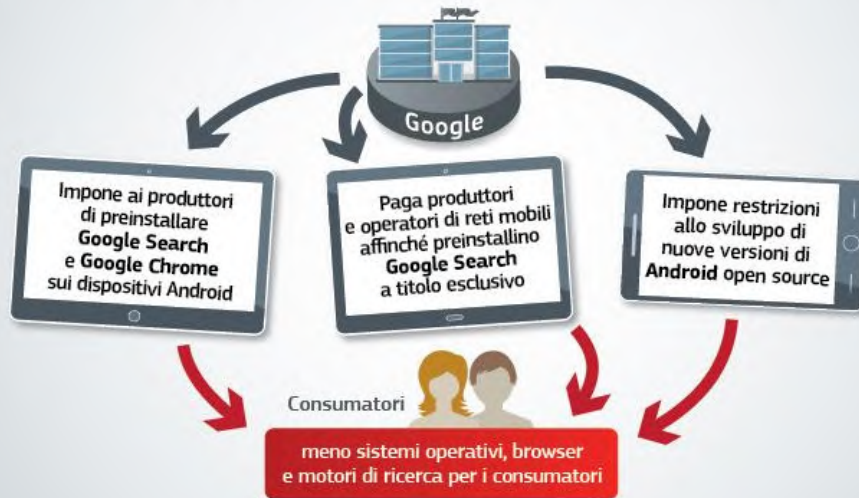 Google
Impone ai produttori
di preinstallare
Google Search
e Google Chrome
sui dispositivi Android
Paga produttori
e operatori di reti mobili
affinché preinstallino
Google Search
a titolo esclusivo
Impone restrizioni
allo sviluppo di
nuove versioni di
Android open source
Consumatori
meno sistemi operativi, browser
e motori di ricerca per i consumatori